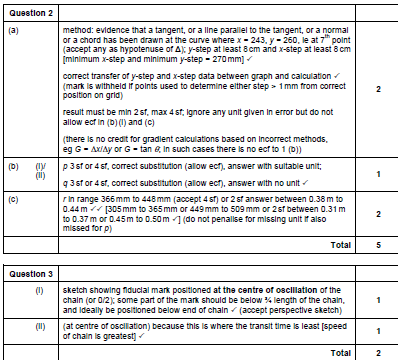 Question 2
(a)
method: evidence that a tangent, or a line parallel to the tangent, or a normal
or a chord has been drawn at the curve where x = 243, y = 260, ie at 7th point
(accept any as hypotenuse of Δ); y-step at least 8 cm and x-step at least 8 cm
[minimum x-step and minimum y-step = 270 mm] ✓
correct transfer of y-step and x-step data between graph and calculation ✓
(mark is withheld if points used to determine either step > 1 mm from correct
position on grid)
2
result must be min 2 sf, max 4 sf; ignore any unit given in error but do not
allow ecf in (b)(i) and (c)
(there is no credit for gradient calculations based on incorrect methods,
eg G = Δx/Δy or G = tan θ; in such cases there is no ecf to 1 (b))
(b) (i)/
(ii)
p 3 sf or 4 sf, correct substitution (allow ecf), answer with suitable unit;
q 3 sf or 4 sf, correct substitution (allow ecf), answer with no unit ✓
1
(c)
r in range 366 mm to 448 mm (accept 4 sf) or 2 sf answer between 0.38 m to
0.44 m ✓✓ [305 mm to 365 mm or 449 mm to 509 mm or 2 sf between 0.31 m
to 0.37 m or 0.45 m to 0.50 m ✓] (do not penalise for missing unit if also
missed for p)
2
Total 5
Question 3
(i)
sketch showing fiducial mark positioned at the centre of oscillation of the
chain (or 0/2); some part of the mark should be below ¾ length of the chain,
and ideally be positioned below end of chain ✓ (accept perspective sketch)
1
(ii)
(at centre of oscillation) because this is where the transit time is least [speed
of chain is greatest] ✓
1
Total 2